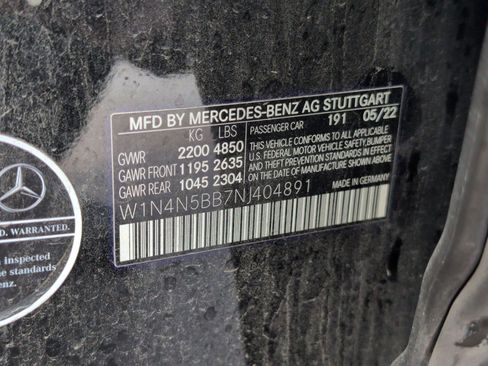 MFD BY MERCEDES-BENZ AG STUTTGART
KG LBS PASSENGER CAR 191 05/22
GVWR 2200 4850
GAWR FRONT 1195 2635
GAWR REAR 1045 2304
THIS VEHICLE CONFORMS TO ALL APPLICABLE
U.S. FEDERAL MOTOR VEHICLE SAFETY, BUMPER,
AND THEFT PREVENTION STANDARDS IN EFFECT
ON THE DATE OF MANUFACTURE SHOWN ABOVE.
W1N4N5BB7NJ404891
MADE IN GERMANY
D. WARRANTED.
inspected
e standards
enz.